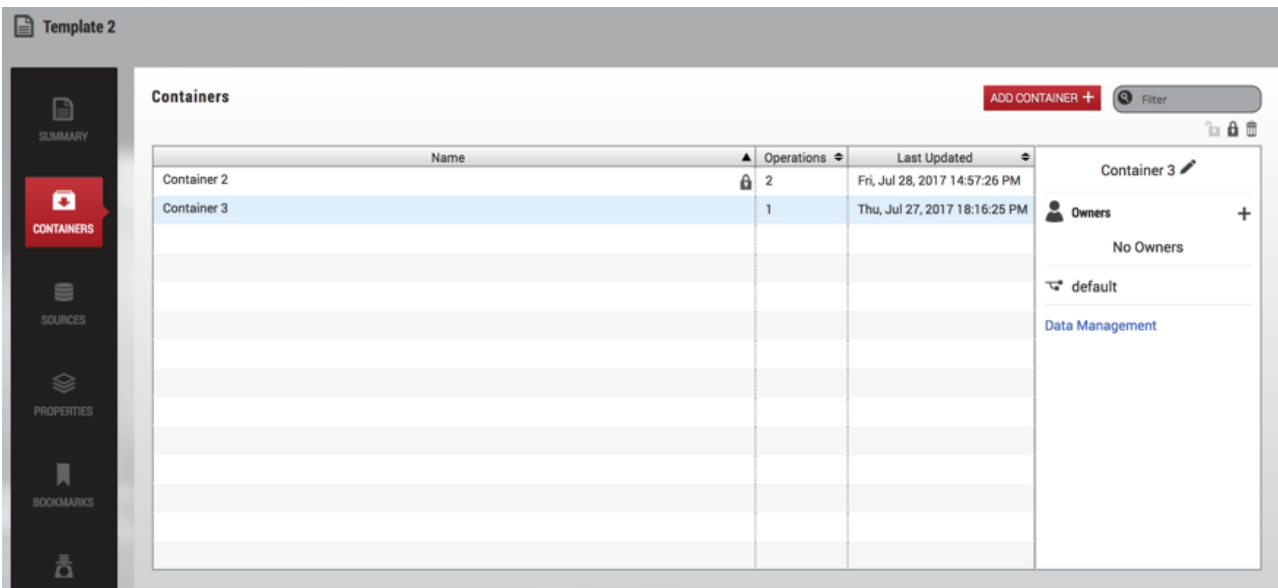 Template 2
SUMMARY
CONTAINERS
SOURCES
PROPERTIES
BOOKMARKS
Containers
ADD CONTAINER +
Filter
Name Operations Last Updated
Container 2 2 Fri, Jul 28, 2017 14:57:26 PM
Container 3 1 Thu, Jul 27, 2017 18:16:25 PM
Container 3
Owners +
No Owners
default
Data Management